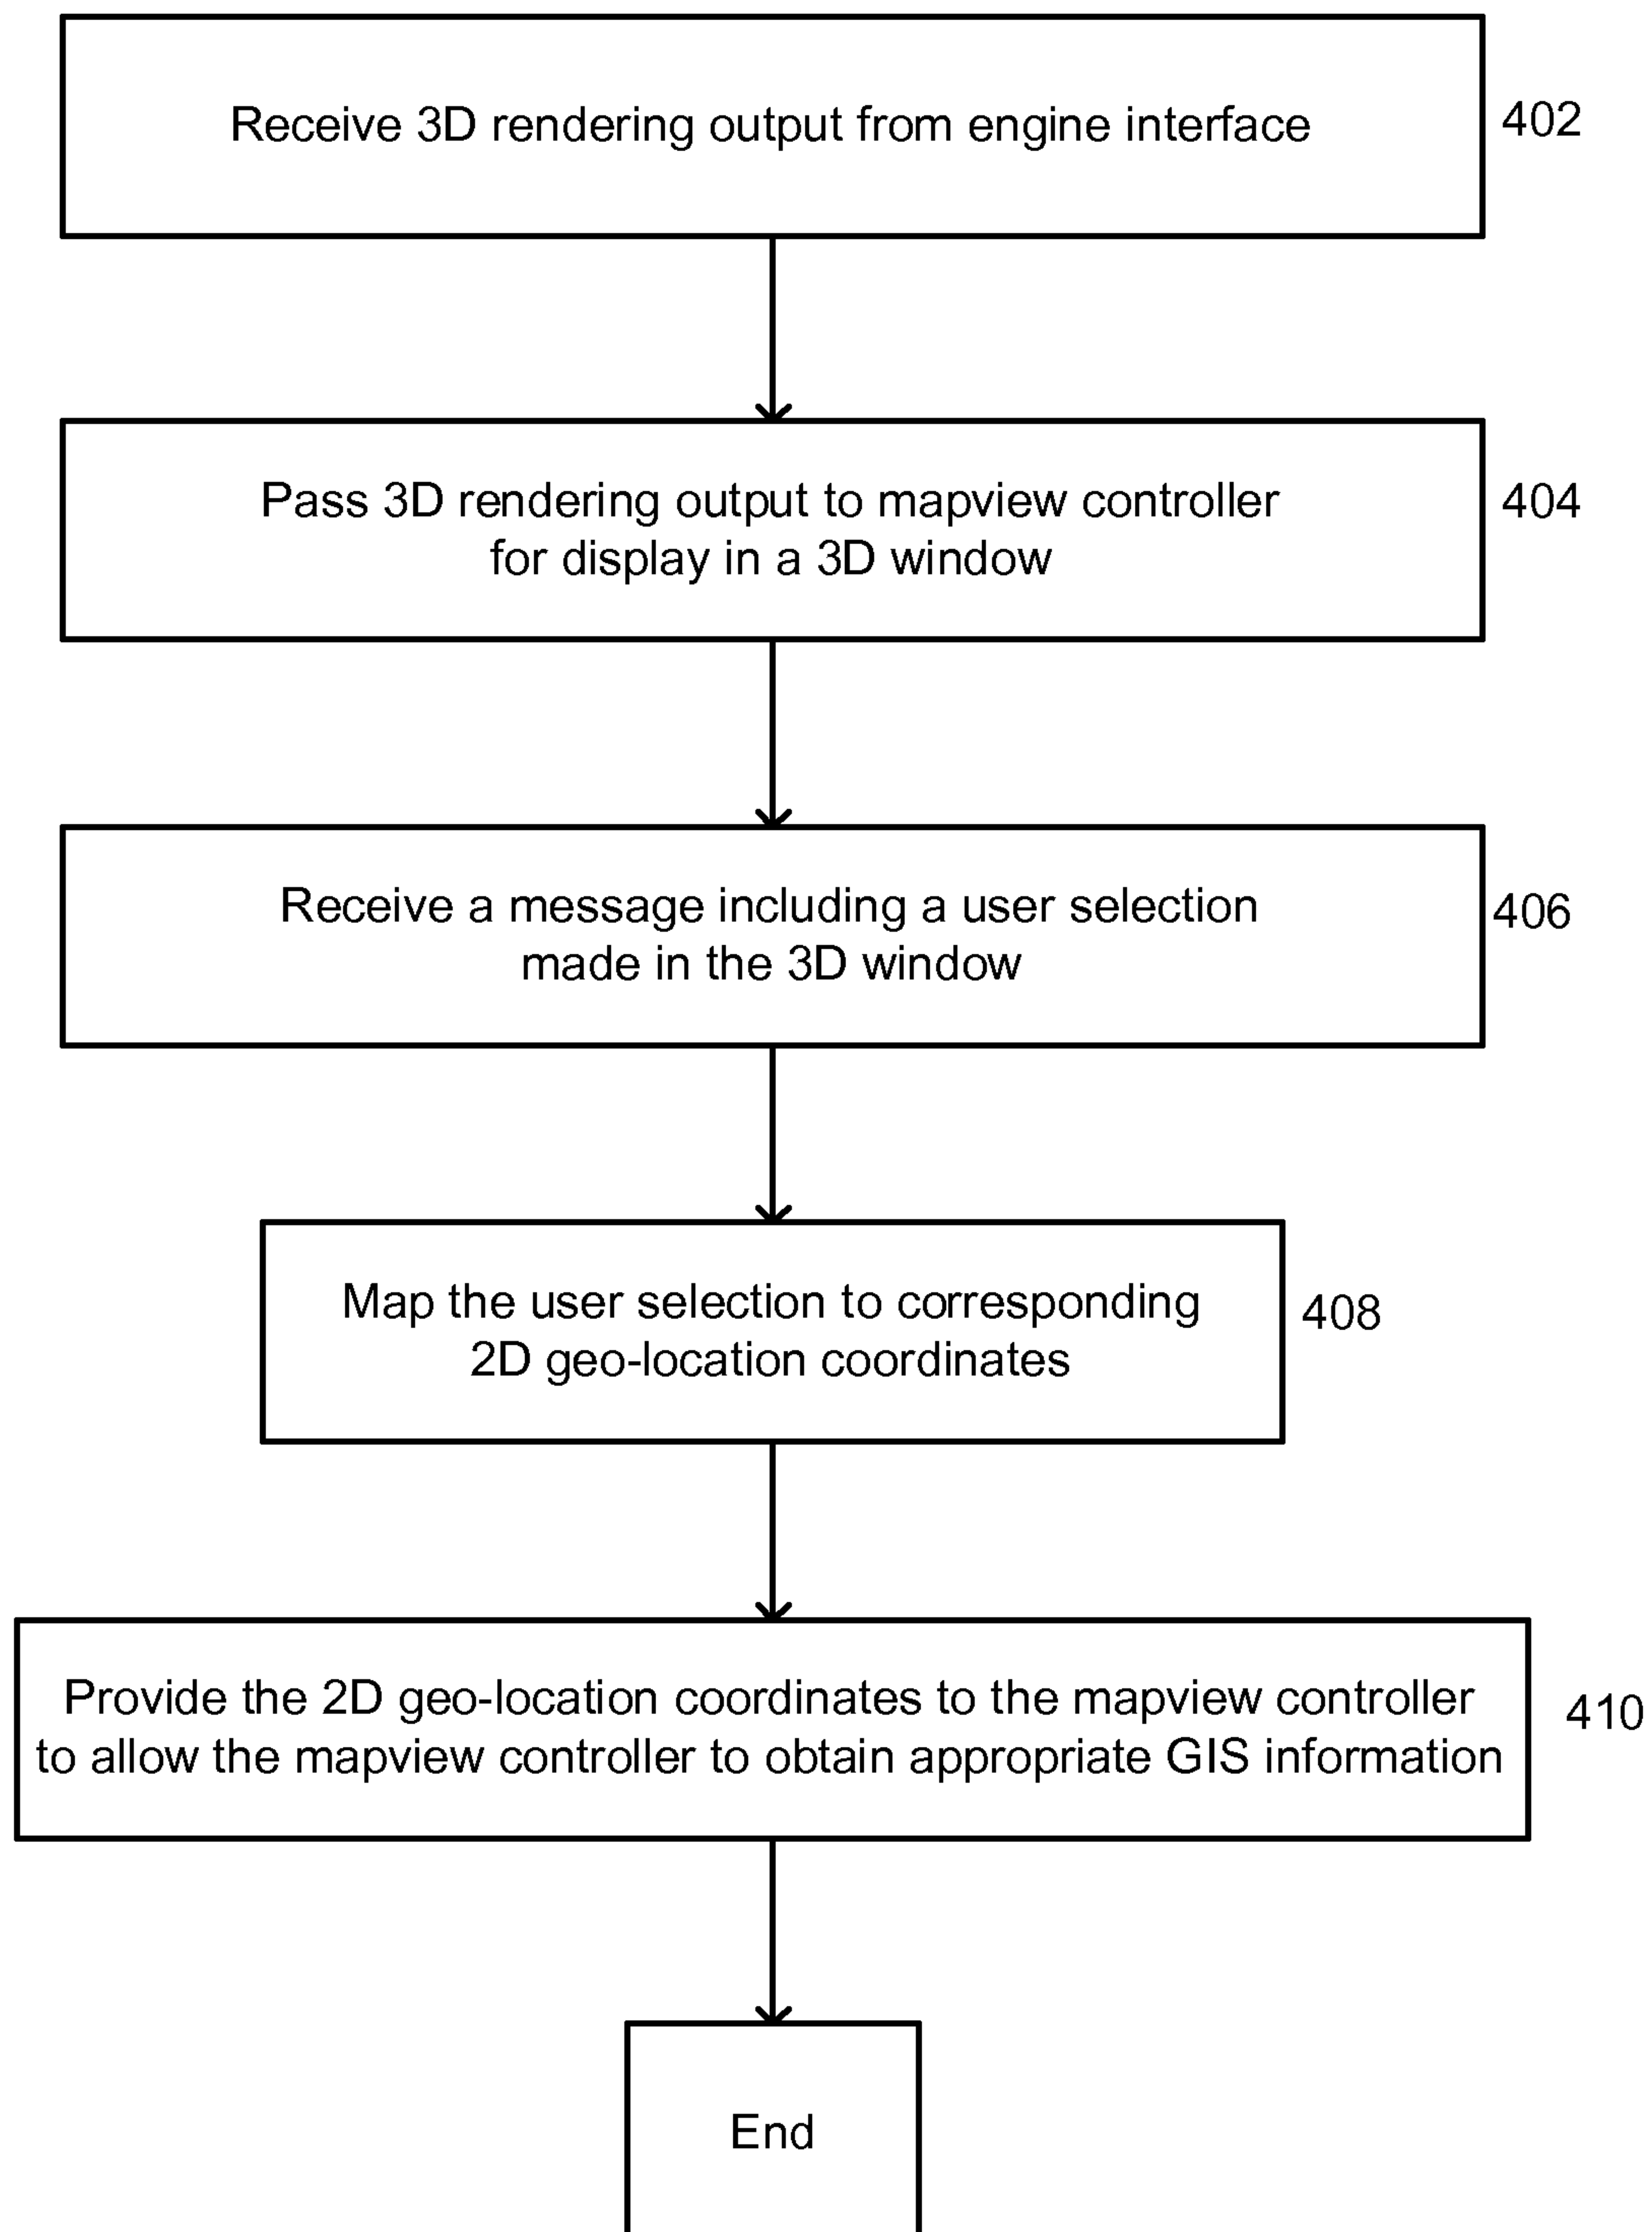 Receive 3D rendering output from engine interface
402
Pass 3D rendering output to mapview controller
for display in a 3D window
404
Receive a message including a user selection
made in the 3D window
406
Map the user selection to corresponding
2D geo-location coordinates
408
Provide the 2D geo-location coordinates to the mapview controller
to allow the mapview controller to obtain appropriate GIS information
410
End